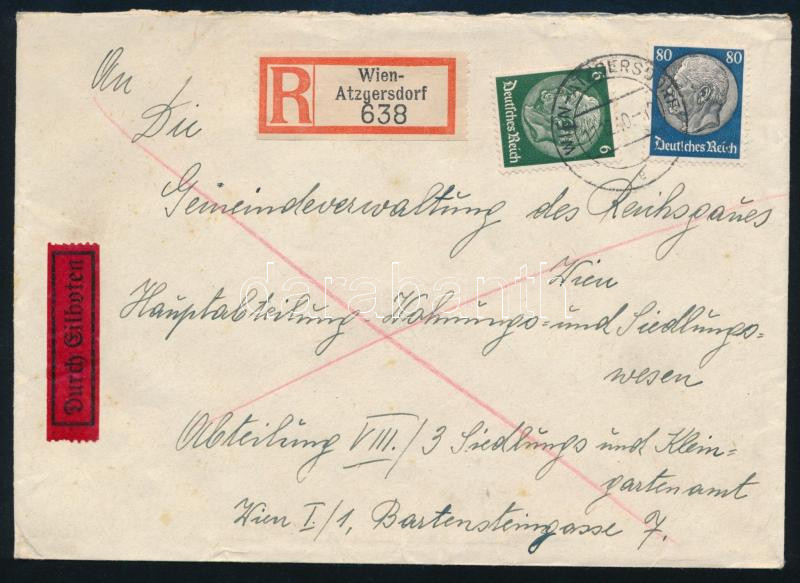 An
Die
Gemeindeverwaltung des Reichsgaues
Wien
Hauptabteilung - Wohnungs= und Siedlungs=
wesen
Abteilung VIII./3 Siedlungs und Klein=
gartenamt
Wien I./1, Bartensteingasse 7.
R
Wien-
Atzgersdorf
638
6 6
Deutsches Reich
80 80
Deutsches Reich
Durch Eilboten
darabanth